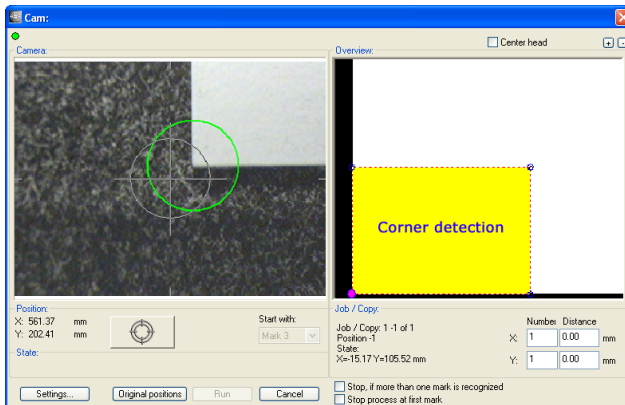 Cam:
Camera:
Overview:
Center head
+
-
Corner detection
Position:
X: 561.37 mm
Y: 202.41 mm
Start with:
Mark 3
State:
Job / Copy:
Job / Copy: 1 -1 of 1
Position -1
State:
X=-15.17 Y=105.52 mm
Number Distance
X: 1 0.00 mm
Y: 1 0.00 mm
Settings...
Original positions
Run
Cancel
Stop, if more than one mark is recognized
Stop process at first mark